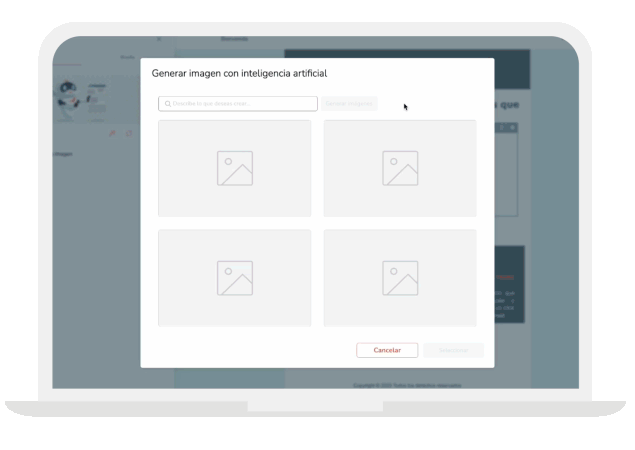 Bienvenido
Diseño
Generar imagen con inteligencia artificial
Describe lo que deseas crear...
Generar imágenes
que
imagen
Cancelar
Seleccionar
Copyright © 2023 Todos los derechos reservados